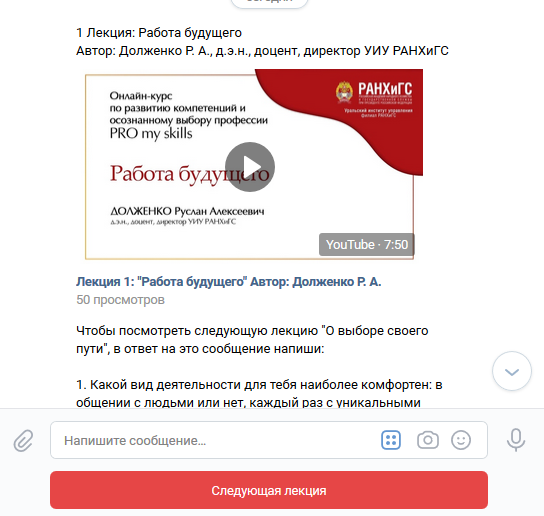 1 Лекция: Работа будущего
Автор: Долженко Р. А., д.э.н., доцент, директор УИУ РАНХиГС
Онлайн-курс
по развитию компетенций и
осознанному выбору профессии
PRO my skills
РАНХиГС
Уральский институт управления
филиал РАНХиГС
Работа будущего
ДОЛЖЕНКО Руслан Алексеевич
д.э.н., доцент, директор УИУ РАНХиГС
YouTube · 7:50
Лекция 1: "Работа будущего" Автор: Долженко Р. А.
50 просмотров
Чтобы посмотреть следующую лекцию "О выборе своего
пути", в ответ на это сообщение напиши:
1. Какой вид деятельности для тебя наиболее комфортен: в
общении с людьми или нет, каждый раз с уникальными
Напишите сообщение...
Следующая лекция